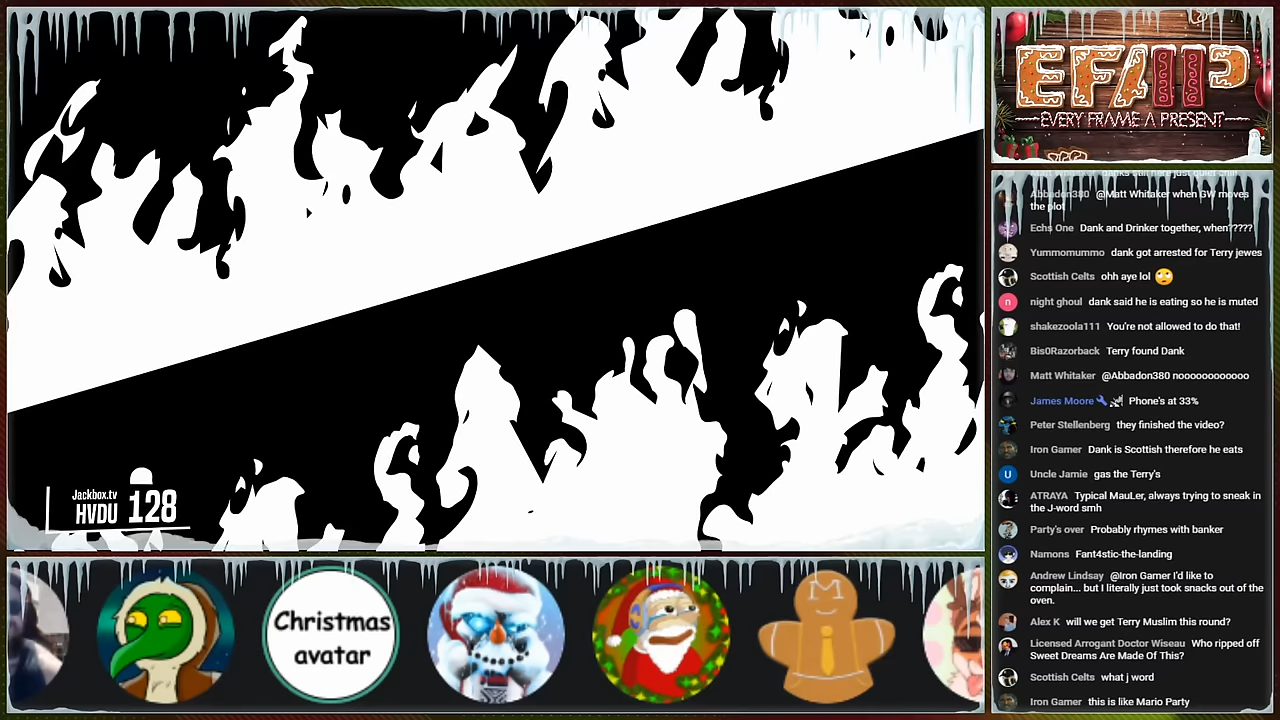 EFAP
EVERY FRAME A PRESENT
Abbadon380 @Matt Whitaker when GW moves
the plot
Echs One Dank and Drinker together, when?????
Yummomummo dank got arrested for Terry jewes
Scottish Celts ohh aye lol 🙄
n night ghoul dank said he is eating so he is muted
shakezoola111 You're not allowed to do that!
Bis0Razorback Terry found Dank
Matt Whitaker @Abbadon380 noooooooooooo
James Moore Phone's at 33%
Peter Stellenberg they finished the video?
Iron Gamer Dank is Scottish therefore he eats
U Uncle Jamie gas the Terry's
ATRAYA Typical MauLer, always trying to sneak in
the J-word smh
Party's over Probably rhymes with banker
Namons Fant4stic-the-landing
Andrew Lindsay @Iron Gamer I'd like to
complain... but I literally just took snacks out of the
oven.
Alex K will we get Terry Muslim this round?
Licensed Arrogant Doctor Wiseau Who ripped off
Sweet Dreams Are Made Of This?
Scottish Celts what j word
Iron Gamer this is like Mario Party
Jackbox.tv
HVDU 128
Christmas
avatar
M